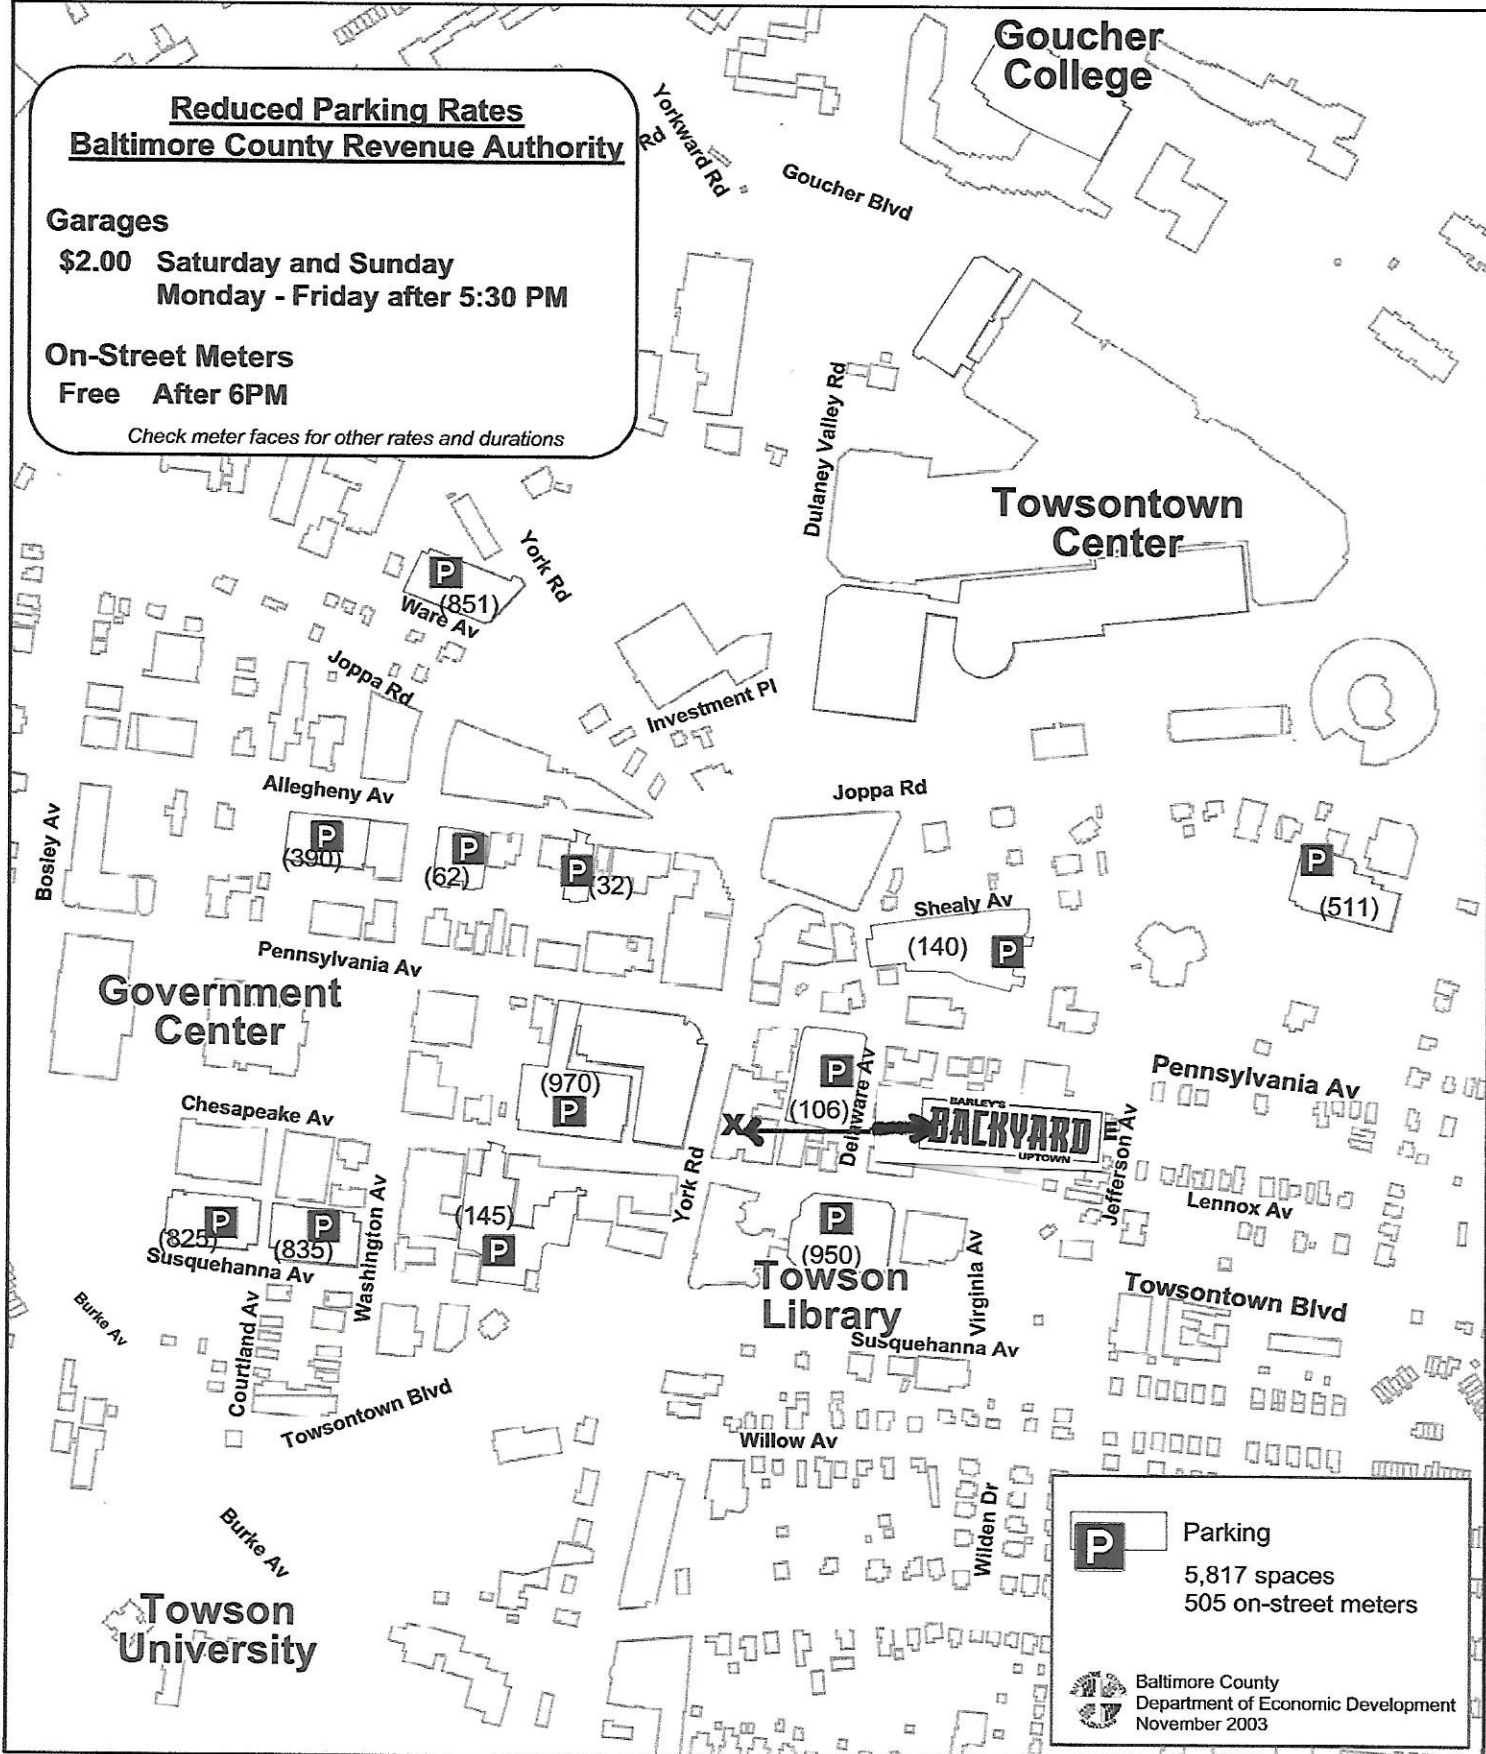 Goucher
College
Reduced Parking Rates
Baltimore County Revenue Authority
Garages
$2.00 Saturday and Sunday
Monday - Friday after 5:30 PM
On-Street Meters
Free After 6PM
Check meter faces for other rates and durations
Rd
Yorkward Rd
Goucher Blvd
Dulaney Valley Rd
Towsontown
Center
York Rd
P
(851)
Ware Av
Joppa Rd
Investment Pl
Allegheny Av
Joppa Rd
Bosley Av
P
(390)
P
(62)
P
(32)
P
(511)
Shealy Av
(140)
P
Pennsylvania Av
Government
Center
(970)
P
P
(106)
Delaware Av
Pennsylvania Av
Chesapeake Av
X
BARLEY'S
BACKYARD
UPTOWN
Jefferson Av
York Rd
Washington Av
Lennox Av
P
(825)
P
(835)
(145)
P
P
(950)
Susquehanna Av
Towson
Library
Virginia Av
Towsontown Blvd
Burke Av
Courtland Av
Susquehanna Av
Towsontown Blvd
Willow Av
Wilden Dr
Burke Av
Towson
University
P
Parking
5,817 spaces
505 on-street meters
Baltimore County
Department of Economic Development
November 2003